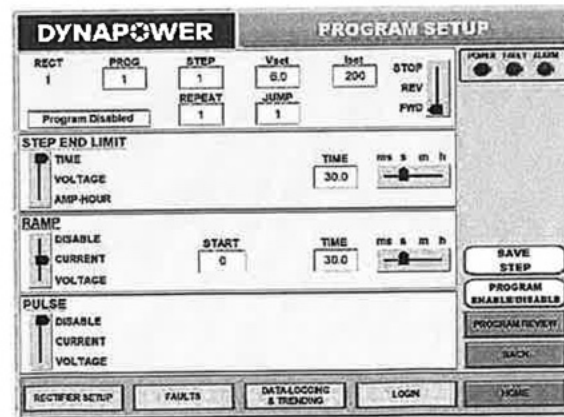 DYNAPOWER
PROGRAM SETUP
RECT PROG STEP Vset Iset
1 1 1 6.0 200
STOP
REV
FWD
POWER FAULT ALARM
REPEAT JUMP
Program Disabled 1 1
STEP END LIMIT
TIME
VOLTAGE
AMP-HOUR
TIME
30.0
ms s m h
RAMP
DISABLE
CURRENT
VOLTAGE
START
0
TIME
30.0
ms s m h
SAVE
STEP
PROGRAM
ENABLE/DISABLE
PULSE
DISABLE
CURRENT
VOLTAGE
PROGRAM REVIEW
BACK
RECTIFIER SETUP FAULTS DATA-LOGGING & TRENDING LOGIN HOME